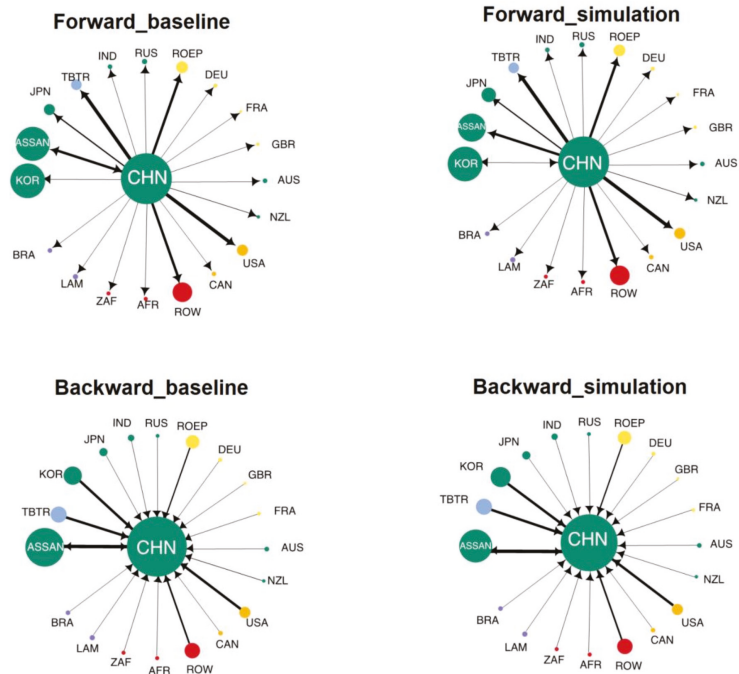 Forward_baseline
IND
RUS
ROEP
TBTR
DEU
JPN
FRA
ASSAN
GBR
CHN
KOR
AUS
NZL
BRA
USA
LAM
CAN
ZAF
AFR
ROW
Forward_simulation
IND
RUS
ROEP
TBTR
DEU
JPN
FRA
ASSAN
GBR
KOR
CHN
AUS
NZL
BRA
USA
LAM
CAN
ZAF
AFR
ROW
Backward_baseline
RUS
ROEP
IND
JPN
DEU
KOR
GBR
TBTR
FRA
ASSAN
CHN
AUS
NZL
BRA
USA
LAM
CAN
ZAF
AFR
ROW
Backward_simulation
RUS
ROEP
IND
JPN
DEU
KOR
GBR
TBTR
FRA
ASSAN
CHN
AUS
NZL
BRA
USA
LAM
CAN
ZAF
AFR
ROW